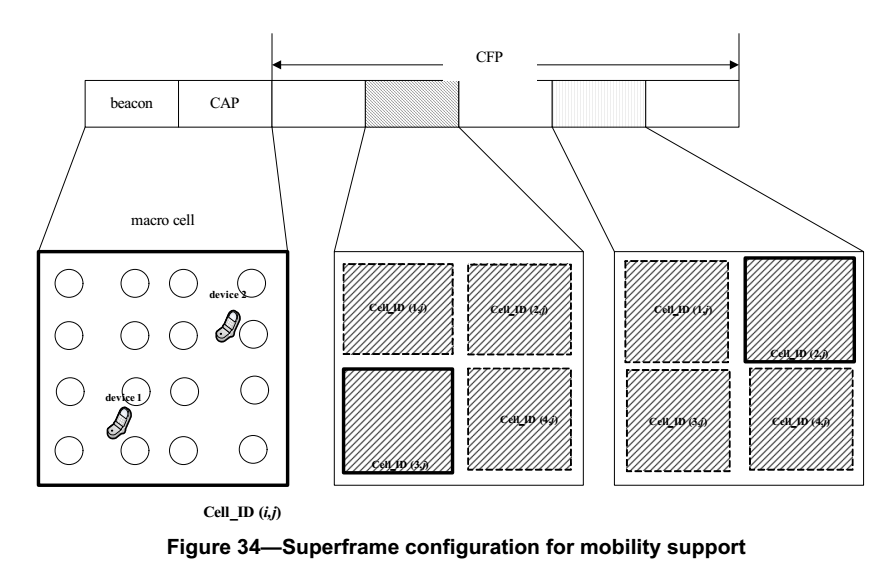 CFP
beacon CAP
macro cell
device 2
device 1
Cell_ID (1,j) Cell_ID (2,j)
Cell_ID (3,j) Cell_ID (4,j)
Cell_ID (1,j) Cell_ID (2,j)
Cell_ID (3,j) Cell_ID (4,j)
Cell_ID (i,j)
Figure 34—Superframe configuration for mobility support